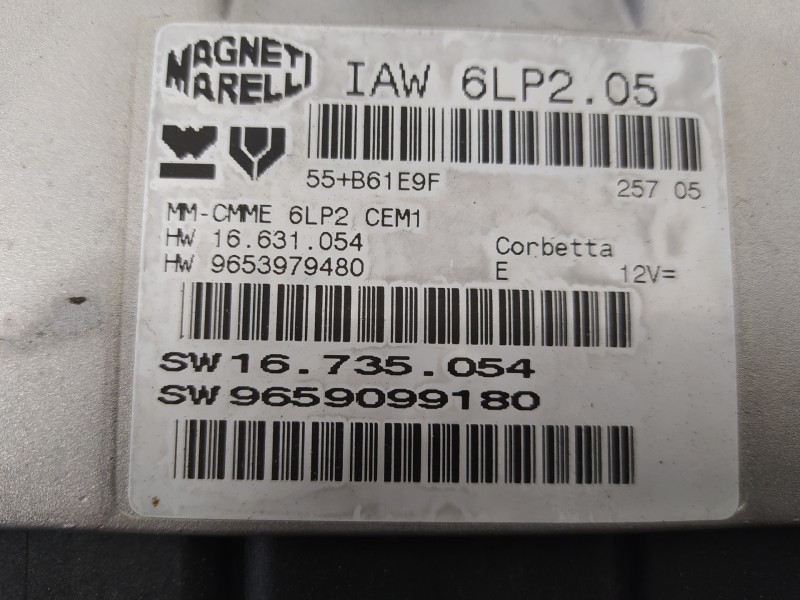 MAGNETI
MARELLI
IAW 6LP2.05
55+B61E9F
257 05
MM-CMME 6LP2 CEM1
HW 16.631.054
HW 9653979480
Corbetta
E 12V=
SW 16.735.054
SW 9659099180